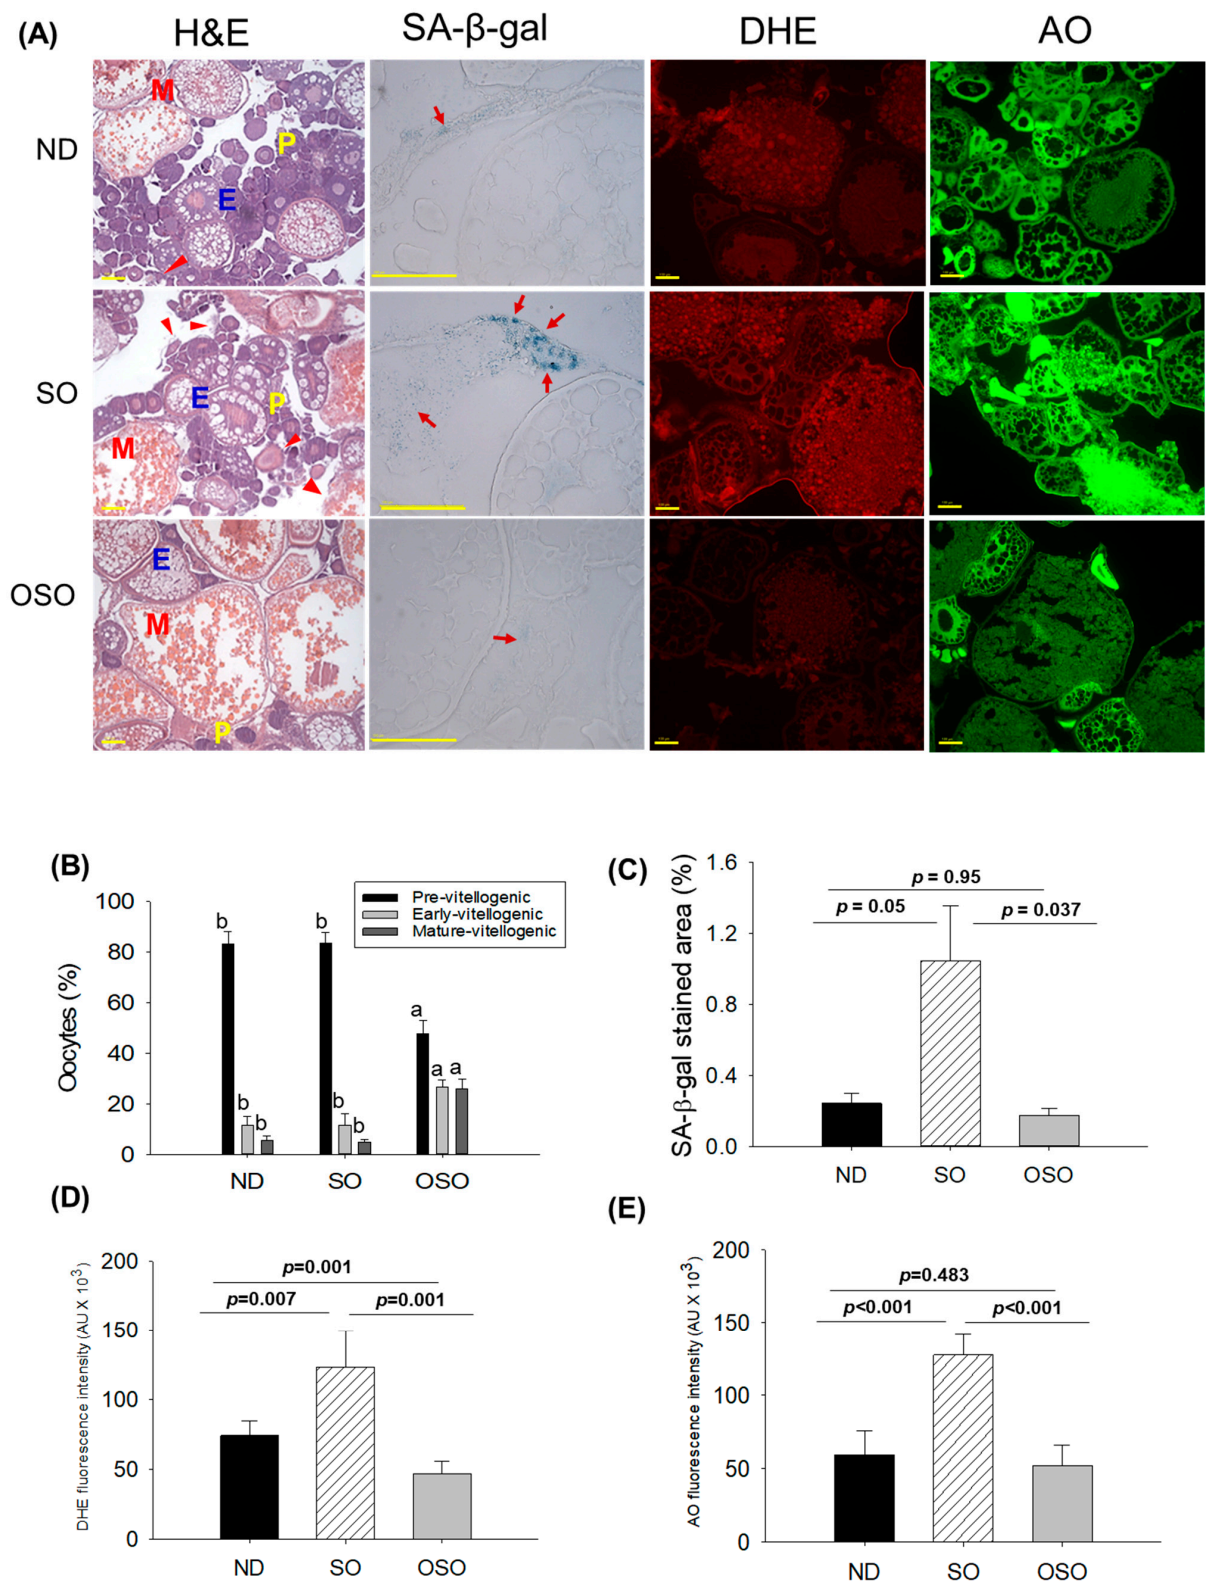 (A) H&E SA-β-gal DHE AO
ND
M
P
E
SO
E
P
M
OSO
E
M
P
(B)
Oocytes (%)
100
80
60
40
20
0
Pre-vitellogenic
Early-vitellogenic
Mature-vitellogenic
b b b
b b b
a a a
ND SO OSO
(C)
SA-β-gal stained area (%)
1.6
1.2
0.8
0.4
0.0
p = 0.95
p = 0.05 p = 0.037
ND SO OSO
(D)
DHE fluorescence intensity (AU X 10³)
200
150
100
50
0
p=0.001
p=0.007 p=0.001
ND SO OSO
(E)
AO fluorescence intensity (AU X 10³)
200
150
100
50
0
p=0.483
p<0.001 p<0.001
ND SO OSO